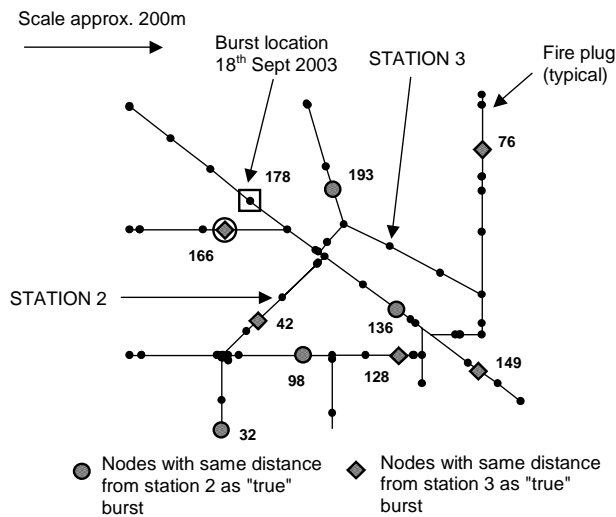 Scale approx. 200m
Burst location
18th Sept 2003
STATION 3
Fire plug
(typical)
76
178
193
166
STATION 2
42
136
149
98
128
32
Nodes with same distance
from station 2 as "true"
burst
Nodes with same distance
from station 3 as "true"
burst